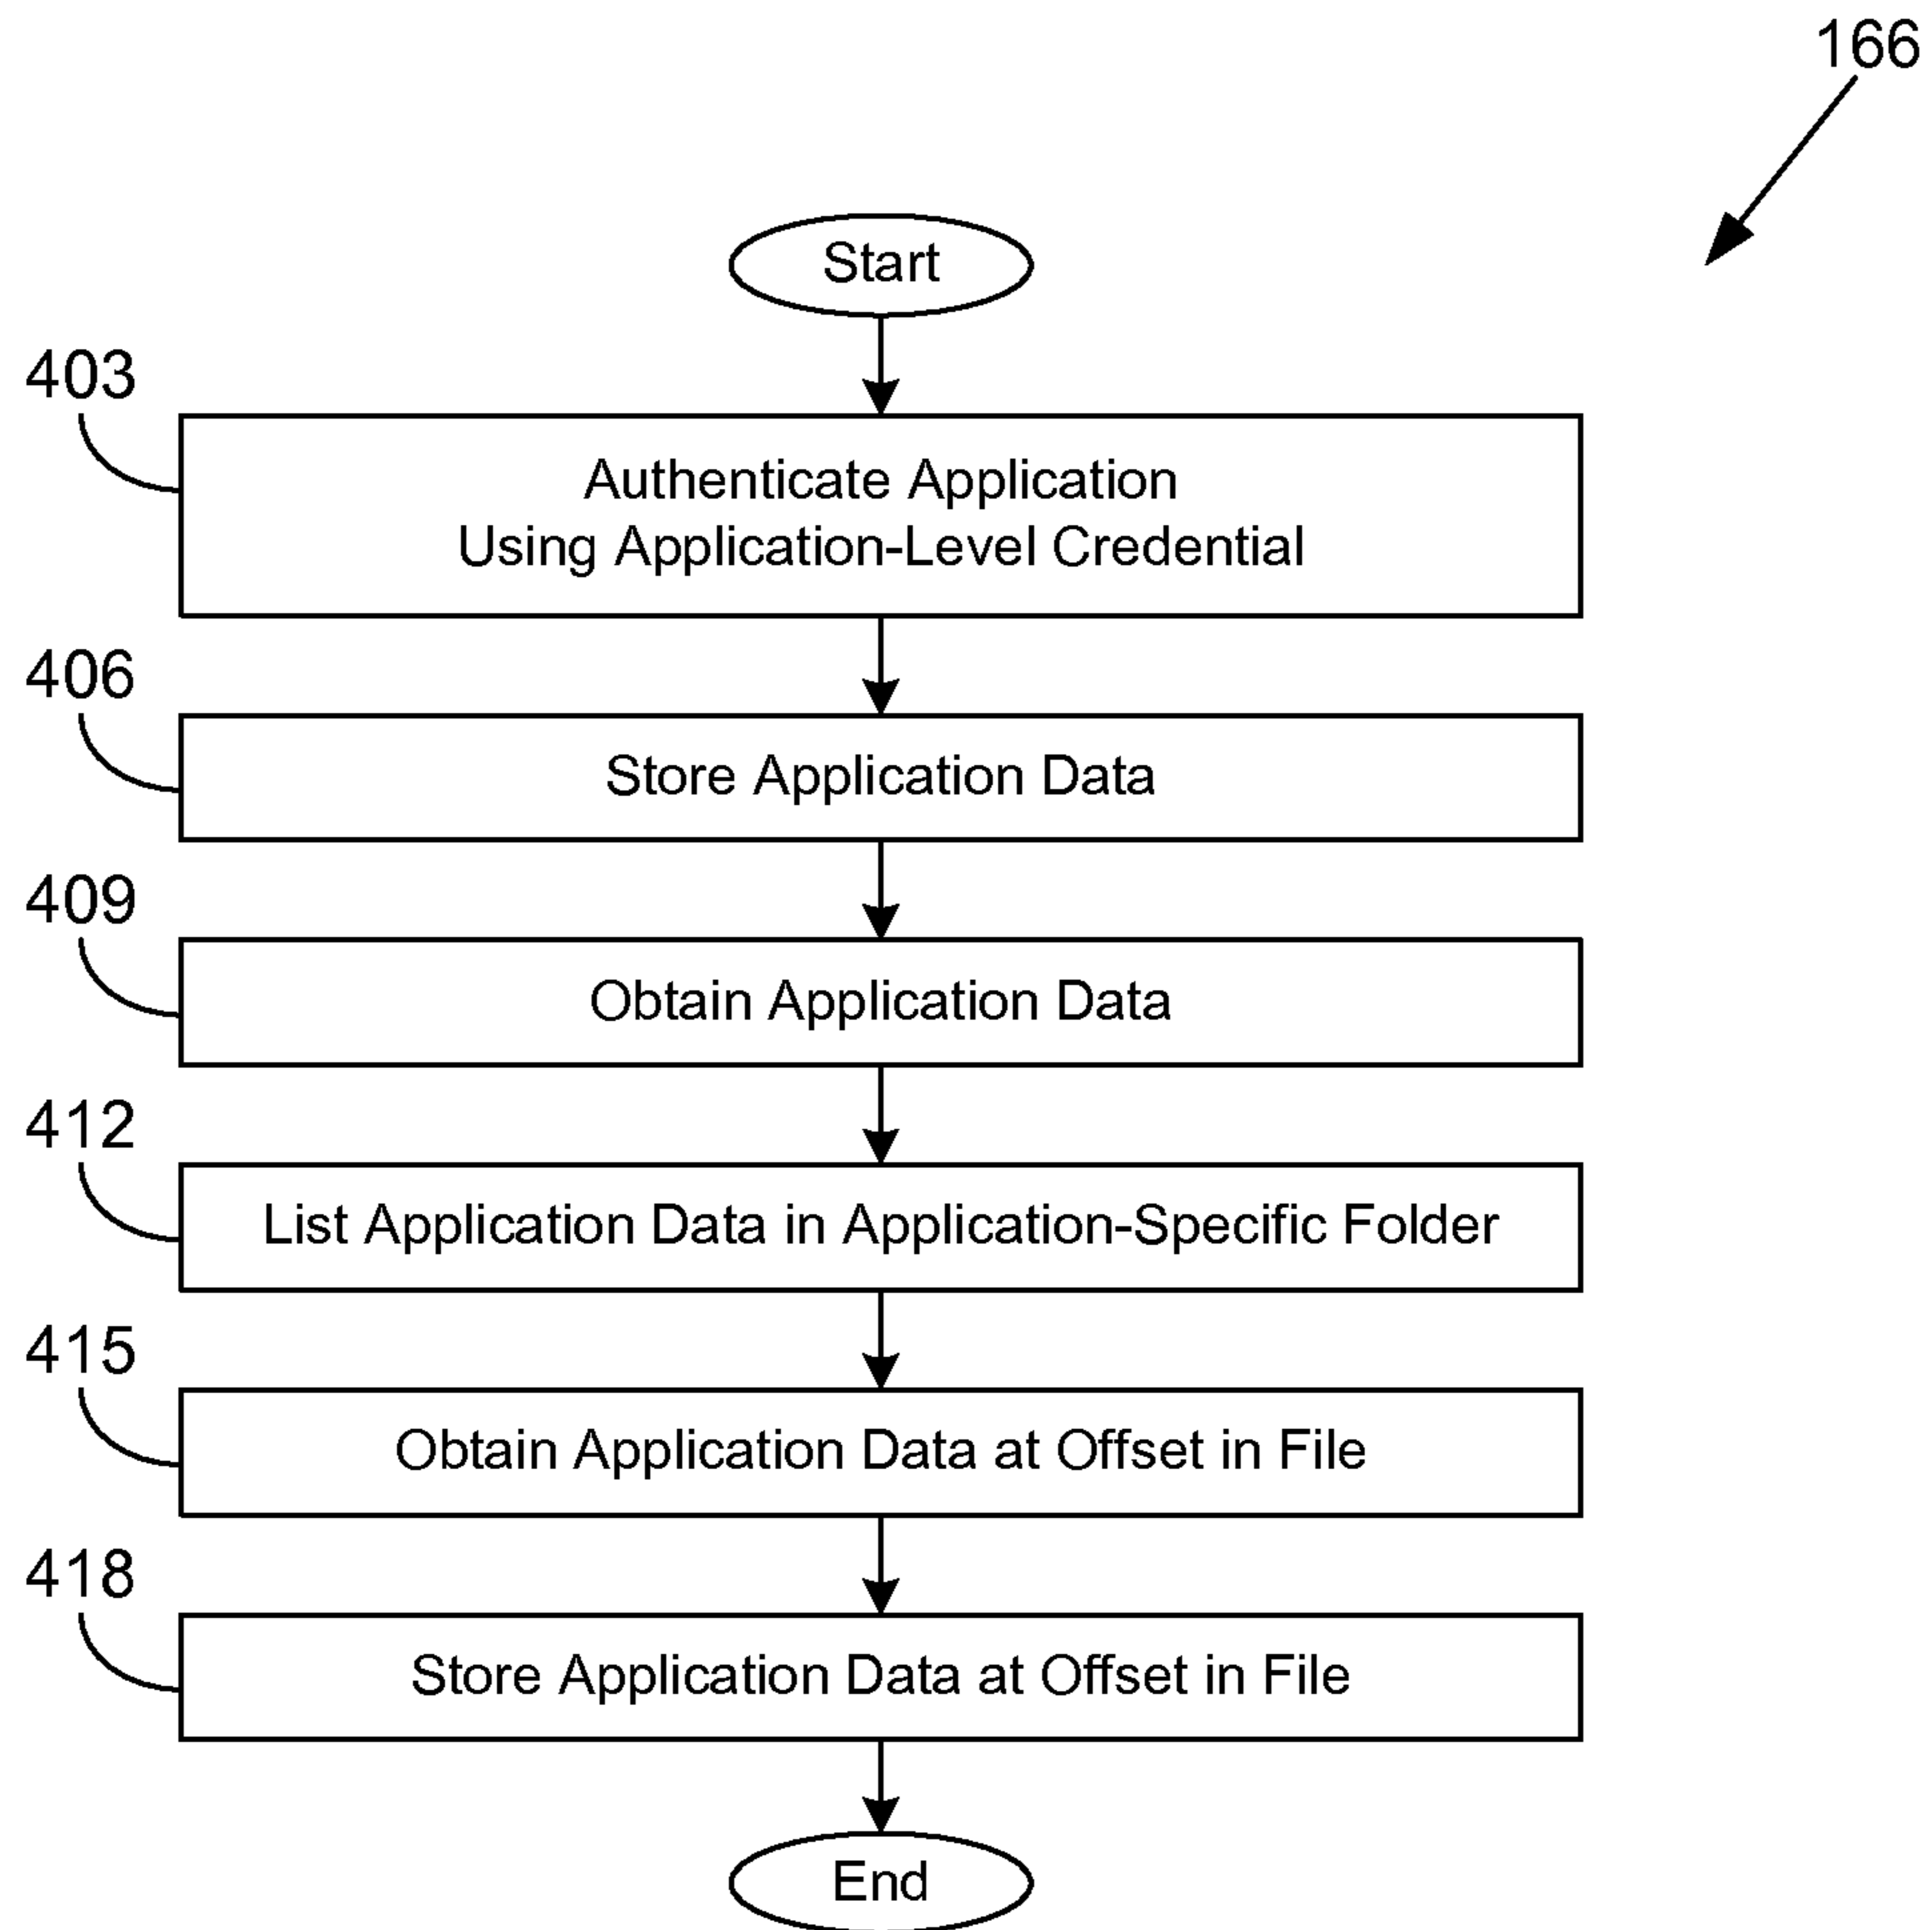 166
Start
403
Authenticate Application
Using Application-Level Credential
406
Store Application Data
409
Obtain Application Data
412
List Application Data in Application-Specific Folder
415
Obtain Application Data at Offset in File
418
Store Application Data at Offset in File
End